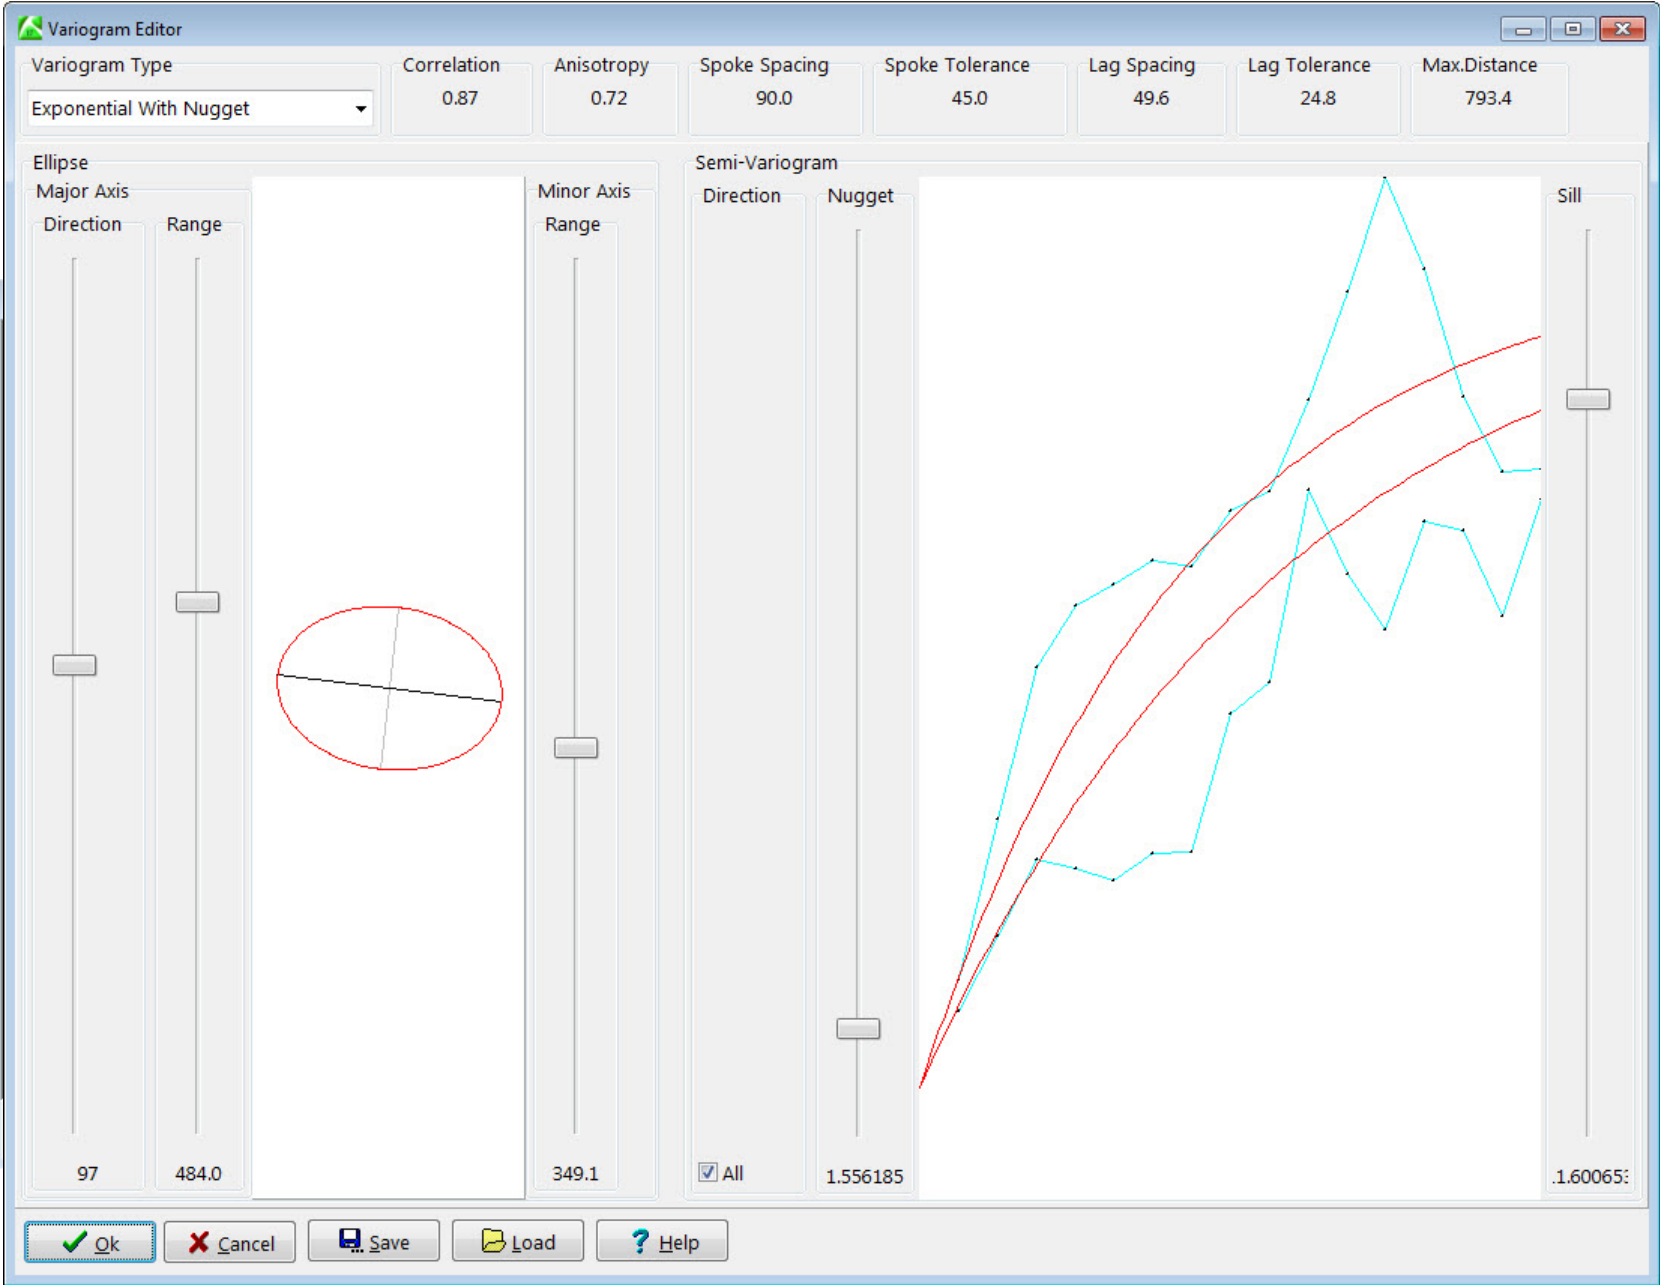 Variogram Editor
Variogram Type
Exponential With Nugget
Correlation
0.87
Anisotropy
0.72
Spoke Spacing
90.0
Spoke Tolerance
45.0
Lag Spacing
49.6
Lag Tolerance
24.8
Max.Distance
793.4
Ellipse
Major Axis
Direction
97
Range
484.0
Minor Axis
Range
349.1
Semi-Variogram
Direction
All
Nugget
1.556185
Sill
.1.600653
Ok
Cancel
Save
Load
Help